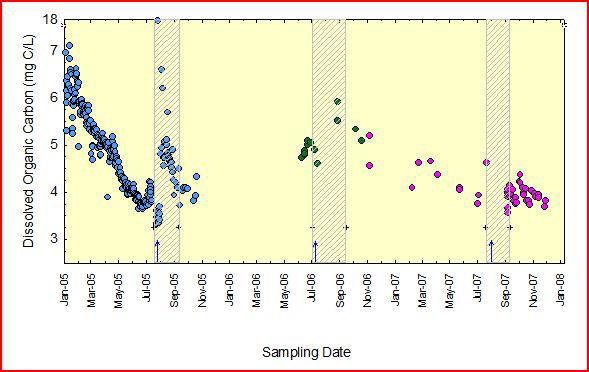 Dissolved Organic Carbon (mg C/L)
18
7
6
5
4
3
Jan-05
Mar-05
May-05
Jul-05
Sep-05
Nov-05
Jan-06
Mar-06
May-06
Jul-06
Sep-06
Nov-06
Jan-07
Mar-07
May-07
Jul-07
Sep-07
Nov-07
Jan-08
Sampling Date